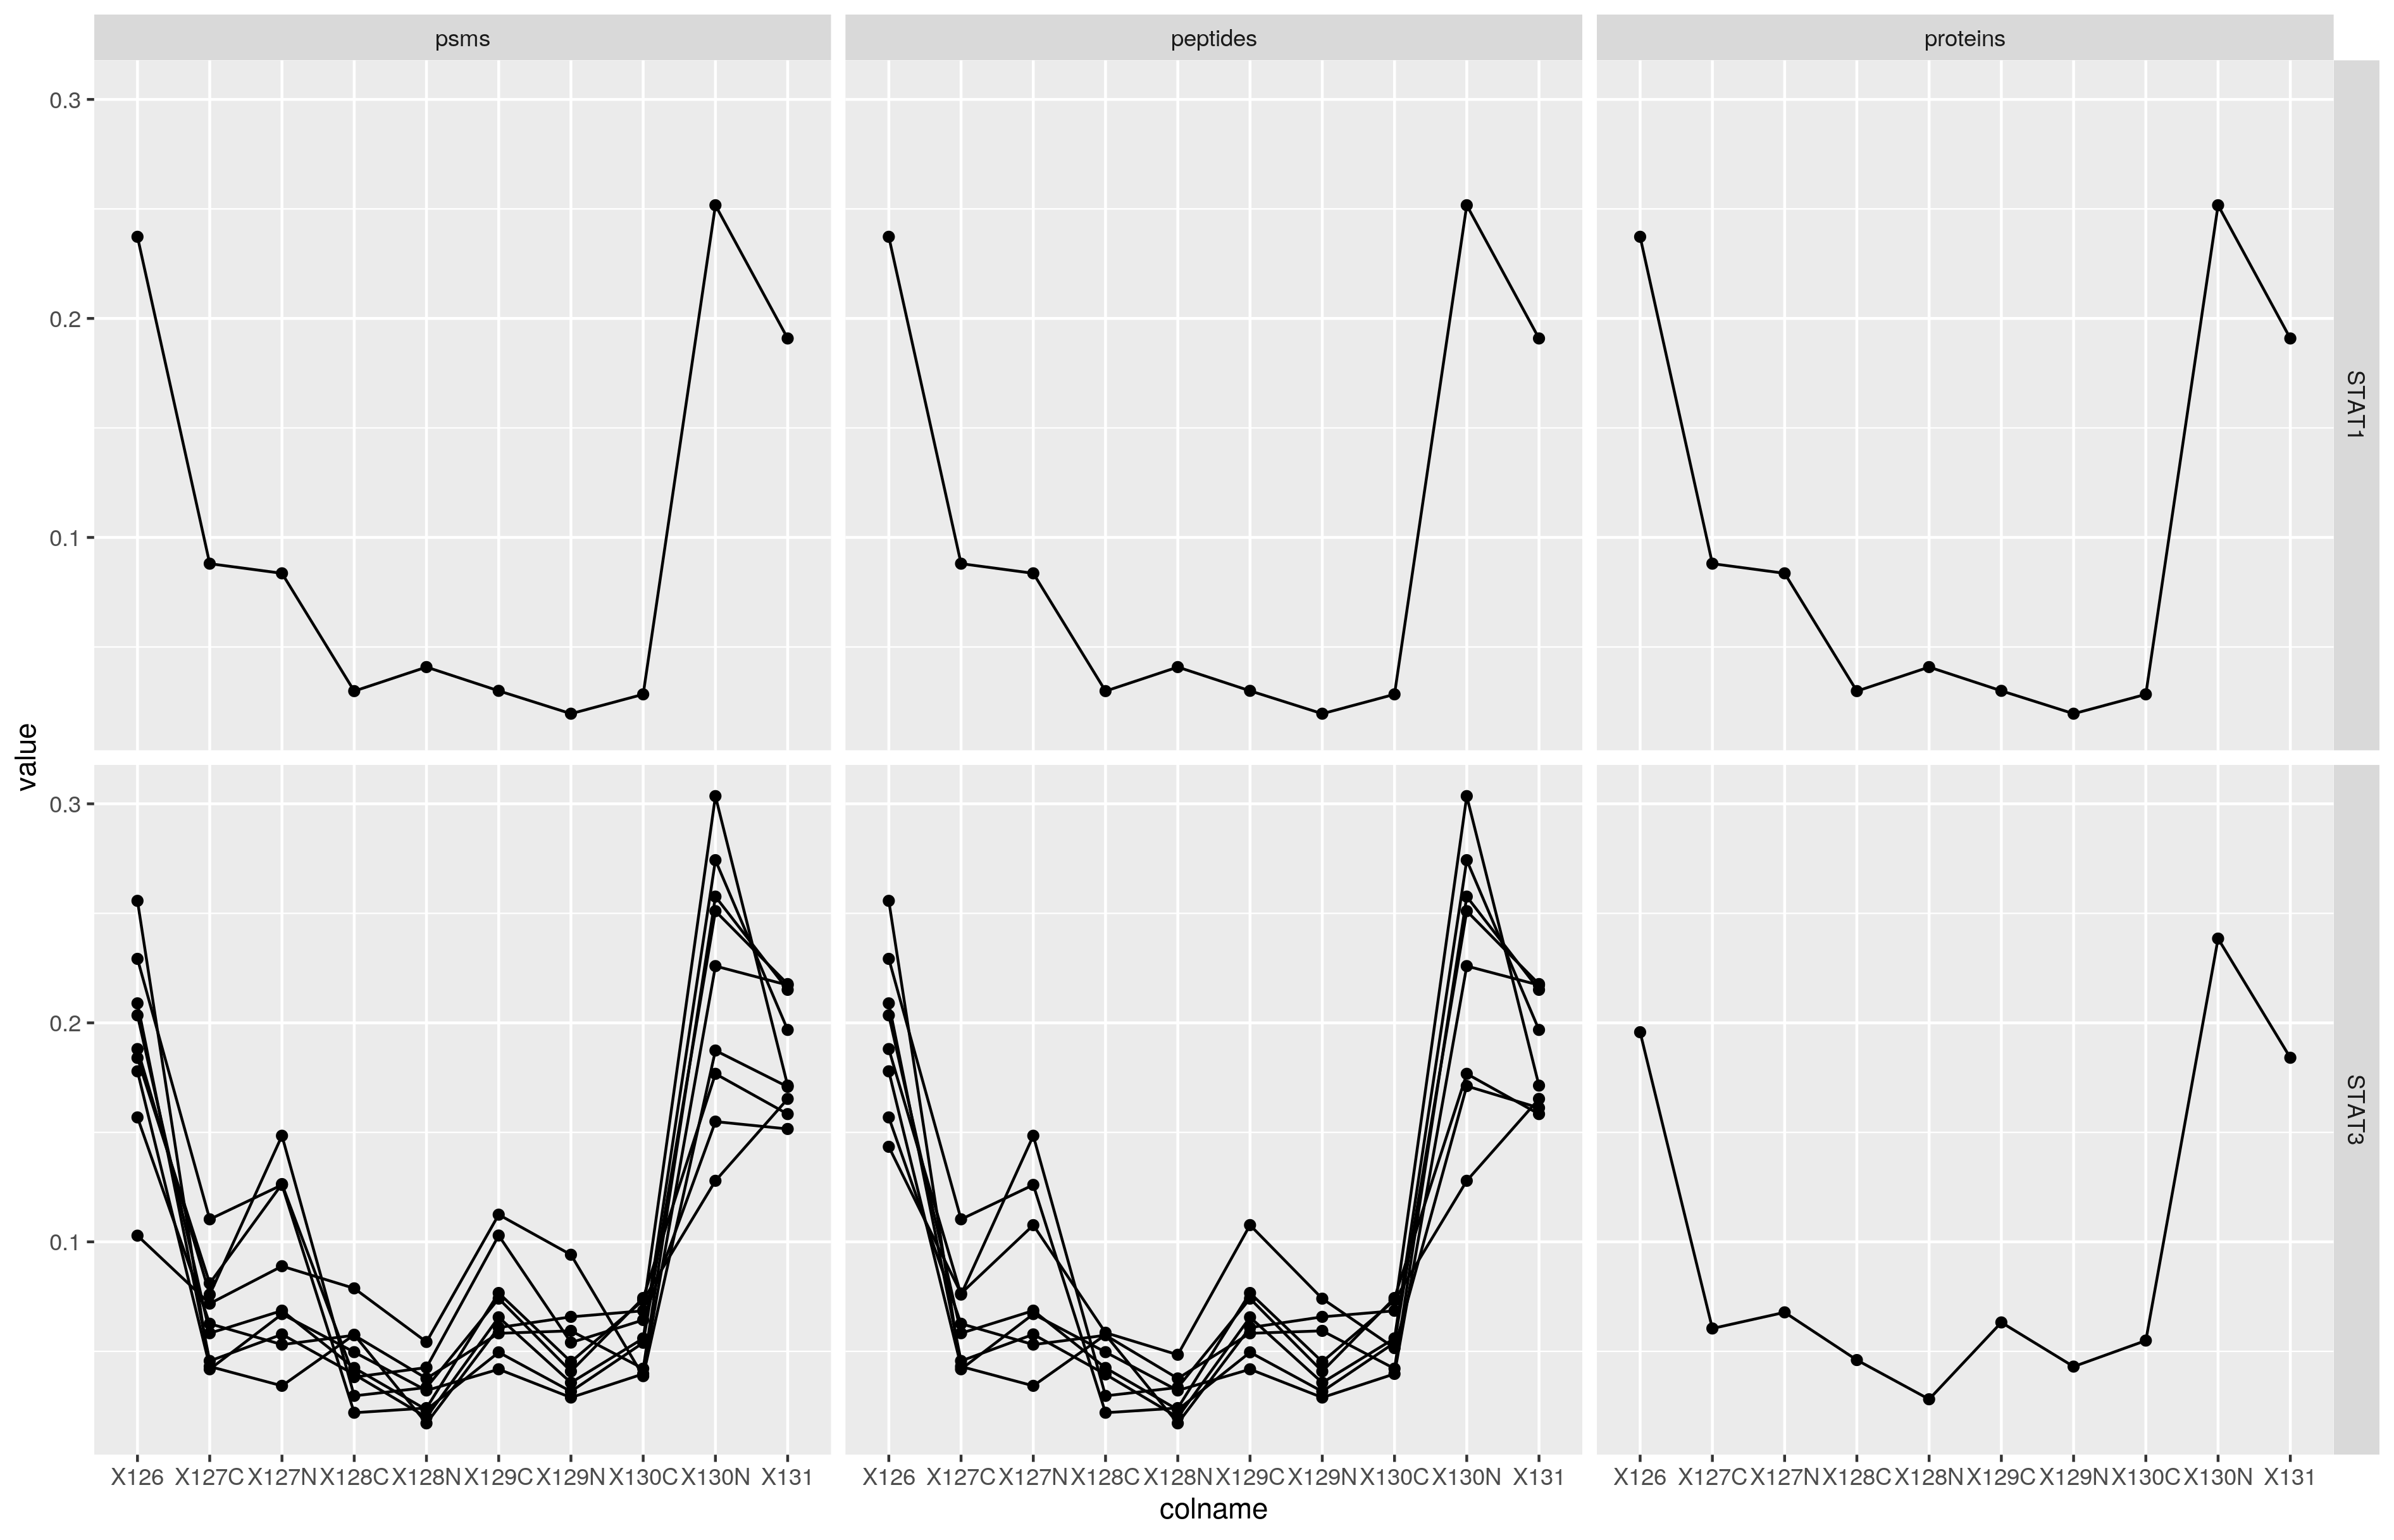 psms peptides proteins
0.3
0.2
0.1
STAT1
value
0.3
0.2
0.1
STAT3
X126 X127C X127N X128C X128N X129C X129N X130C X130N X131 X126 X127C X127N X128C X128N X129C X129N X130C X130N X131 X126 X127C X127N X128C X128N X129C X129N X130C X130N X131
colname